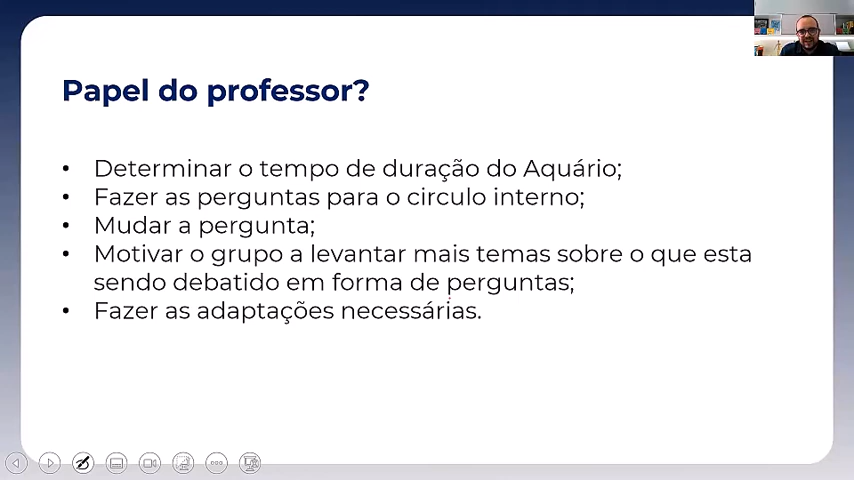 Papel do professor?
• Determinar o tempo de duração do Aquário;
• Fazer as perguntas para o circulo interno;
• Mudar a pergunta;
• Motivar o grupo a levantar mais temas sobre o que esta
sendo debatido em forma de perguntas;
• Fazer as adaptações necessárias.